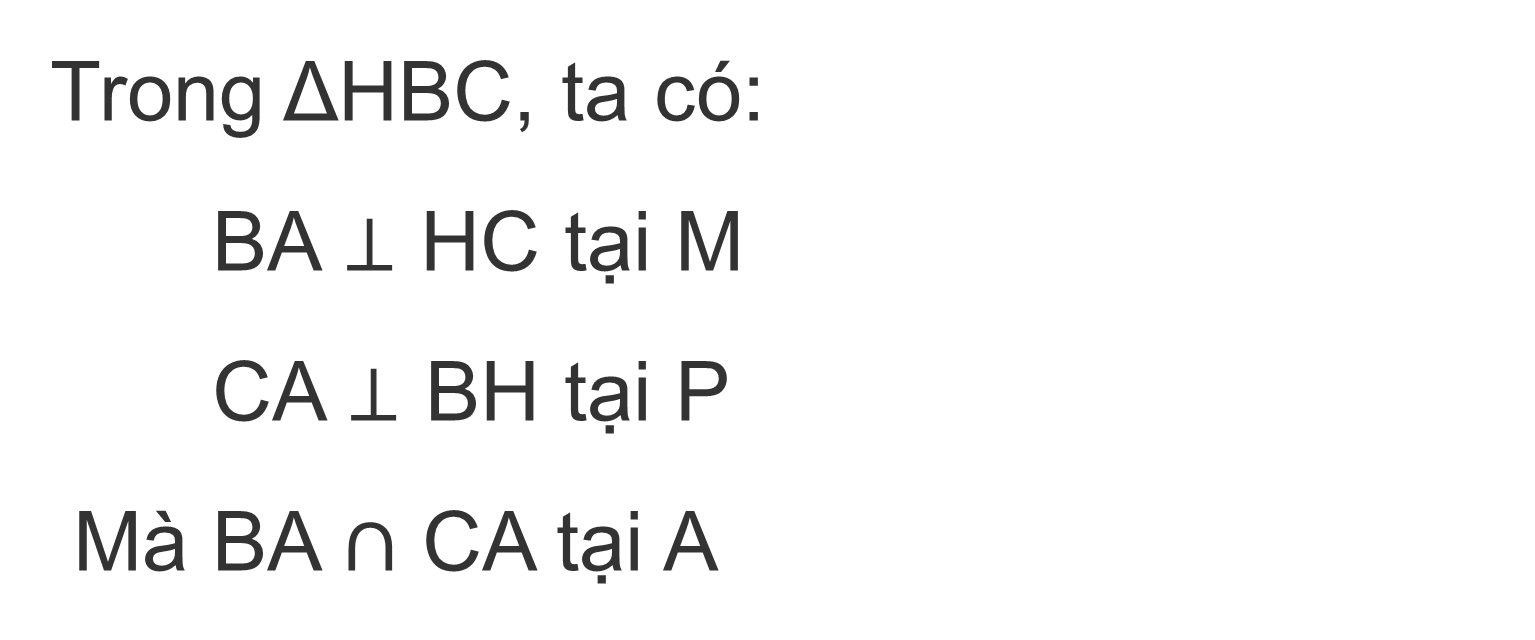 Trong ΔHBC, ta có:
BA ⊥ HC tại M
CA ⊥ BH tại P
Mà BA ∩ CA tại A